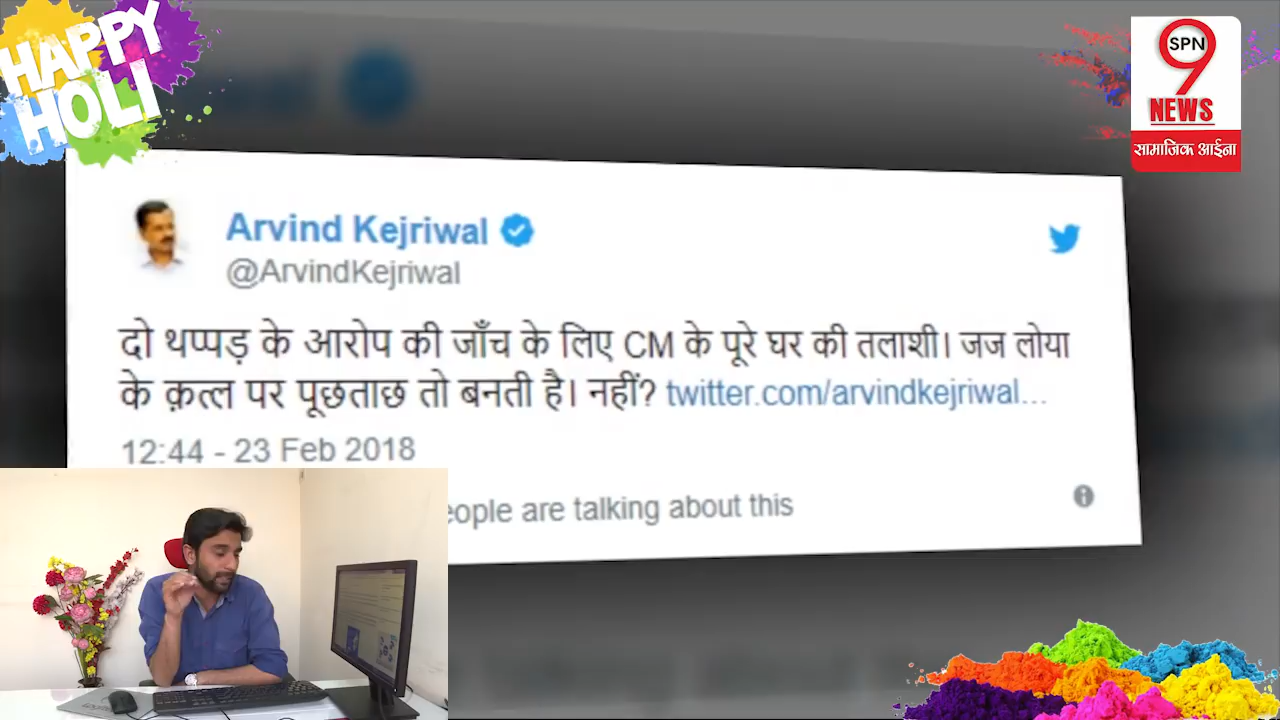 HAPPY
HOLI
SPN
9
NEWS
सामाजिक आईना
Arvind Kejriwal
@ArvindKejriwal
दो थप्पड़ के आरोप की जाँच के लिए CM के पूरे घर की तलाशी। जज लोया
के क़त्ल पर पूछताछ तो बनती है। नहीं? twitter.com/arvindkejriwal...
12:44 - 23 Feb 2018
eople are talking about this